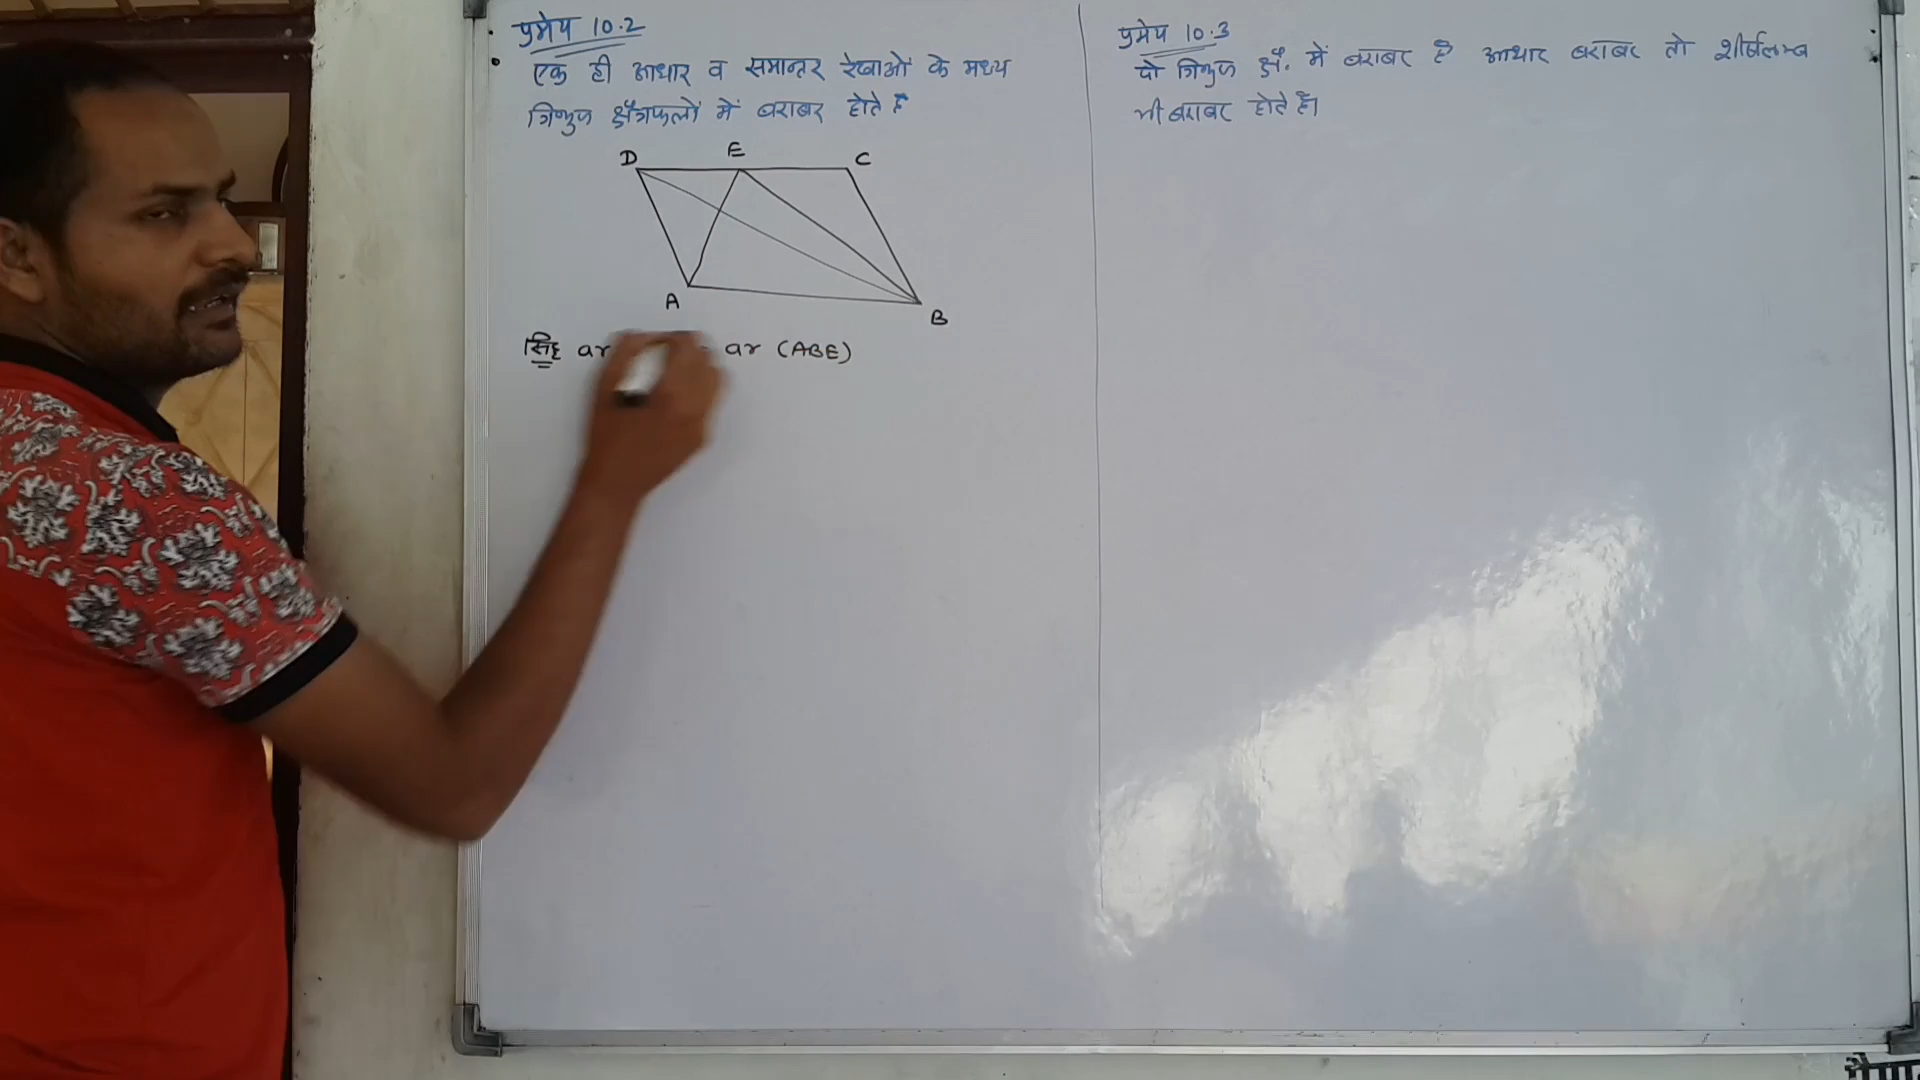 प्रमेय 10.2
एक ही आधार व समान्तर रेखाओं के मध्य
त्रिभुज क्षेत्रफलों में बराबर होते है
D E C
A
B
सिद्ध ar = ar (ABE)
प्रमेय 10.3
दो त्रिभुज क्षे. में बराबर है आधार बराबर तो शीर्षलम्ब
भी बराबर होते है।